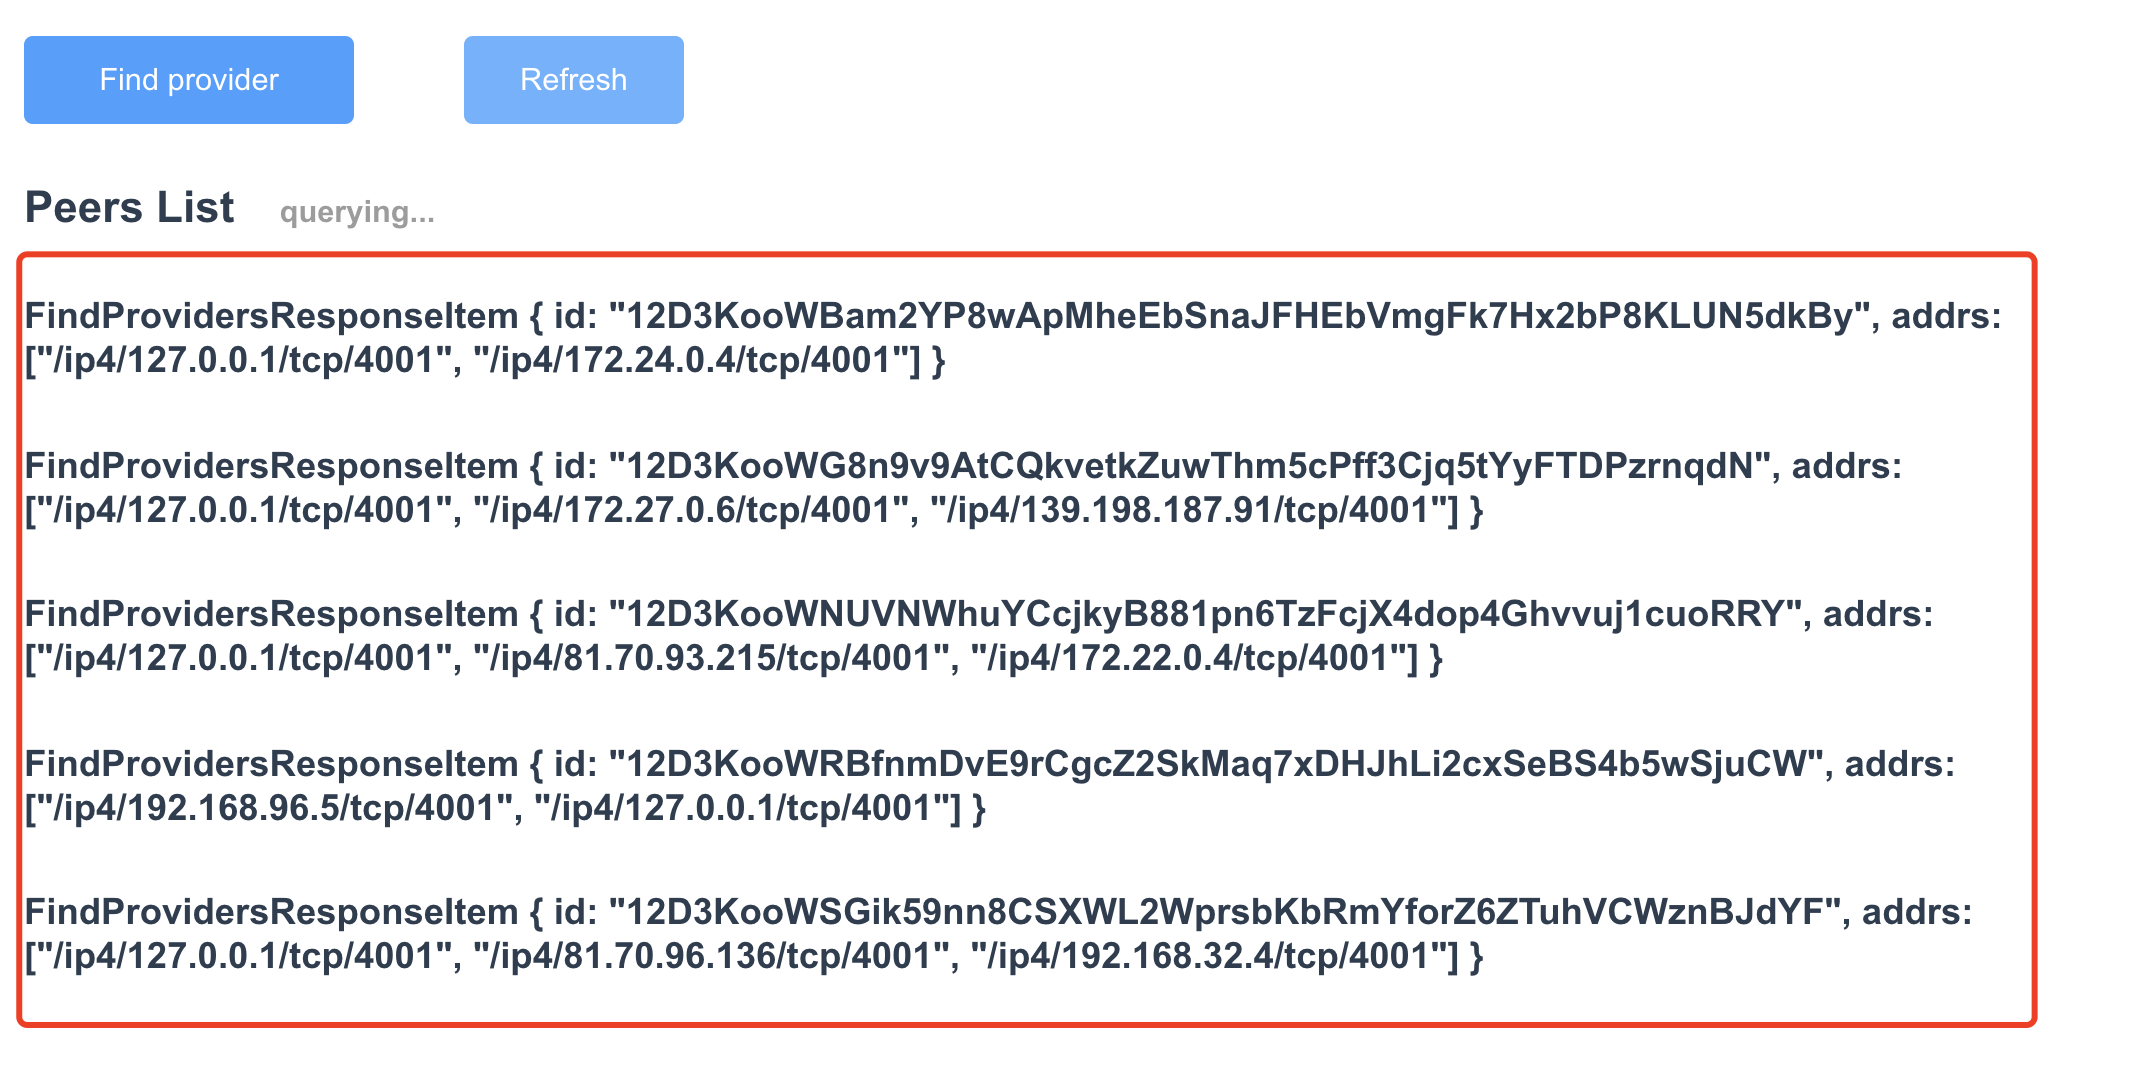 Find provider
Refresh
Peers List querying...
FindProvidersResponseItem { id: "12D3KooWBam2YP8wApMheEbSnaJFHEbVmgFk7Hx2bP8KLUN5dkBy", addrs:
["/ip4/127.0.0.1/tcp/4001", "/ip4/172.24.0.4/tcp/4001"] }
FindProvidersResponseItem { id: "12D3KooWG8n9v9AtCQkvetkZuwThm5cPff3Cjq5tYyFTDPzrnqdN", addrs:
["/ip4/127.0.0.1/tcp/4001", "/ip4/172.27.0.6/tcp/4001", "/ip4/139.198.187.91/tcp/4001"] }
FindProvidersResponseItem { id: "12D3KooWNUVNWhuYCcjkyB881pn6TzFcjX4dop4Ghvvuj1cuoRRY", addrs:
["/ip4/127.0.0.1/tcp/4001", "/ip4/81.70.93.215/tcp/4001", "/ip4/172.22.0.4/tcp/4001"] }
FindProvidersResponseItem { id: "12D3KooWRBfnmDvE9rCgcZ2SkMaq7xDHJhLi2cxSeBS4b5wSjuCW", addrs:
["/ip4/192.168.96.5/tcp/4001", "/ip4/127.0.0.1/tcp/4001"] }
FindProvidersResponseItem { id: "12D3KooWSGik59nn8CSXWL2WprsbKbRmYforZ6ZTuhVCWznBJdYF", addrs:
["/ip4/127.0.0.1/tcp/4001", "/ip4/81.70.96.136/tcp/4001", "/ip4/192.168.32.4/tcp/4001"] }